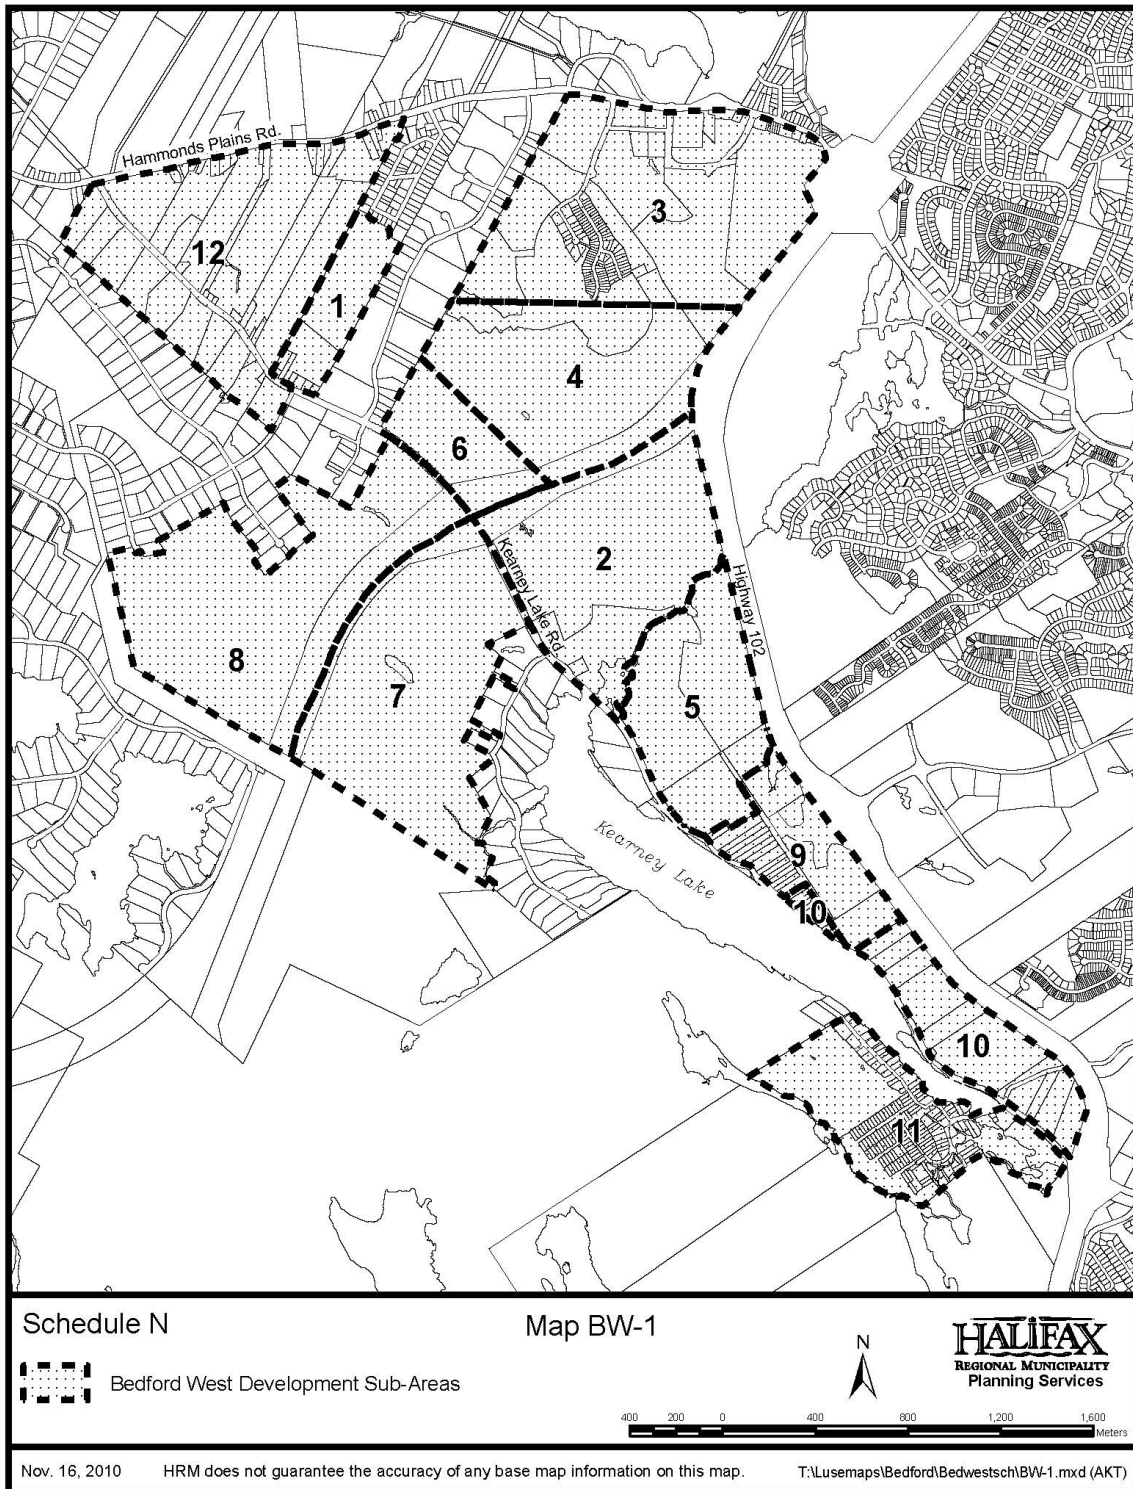 Hammonds Plains Rd.
3
12
1
4
6
2
Kearney Lake Rd.
Highway 102
8
7
5
Kearney Lake
9
10
10
11
Schedule N
Map BW-1
Bedford West Development Sub-Areas
N
HALIFAX
REGIONAL MUNICIPALITY
Planning Services
400 200 0 400 800 1,200 1,600
Meters
Nov. 16, 2010 HRM does not guarantee the accuracy of any base map information on this map. T:\Lusemaps\Bedford\Bedwestsch\BW-1.mxd (AKT)